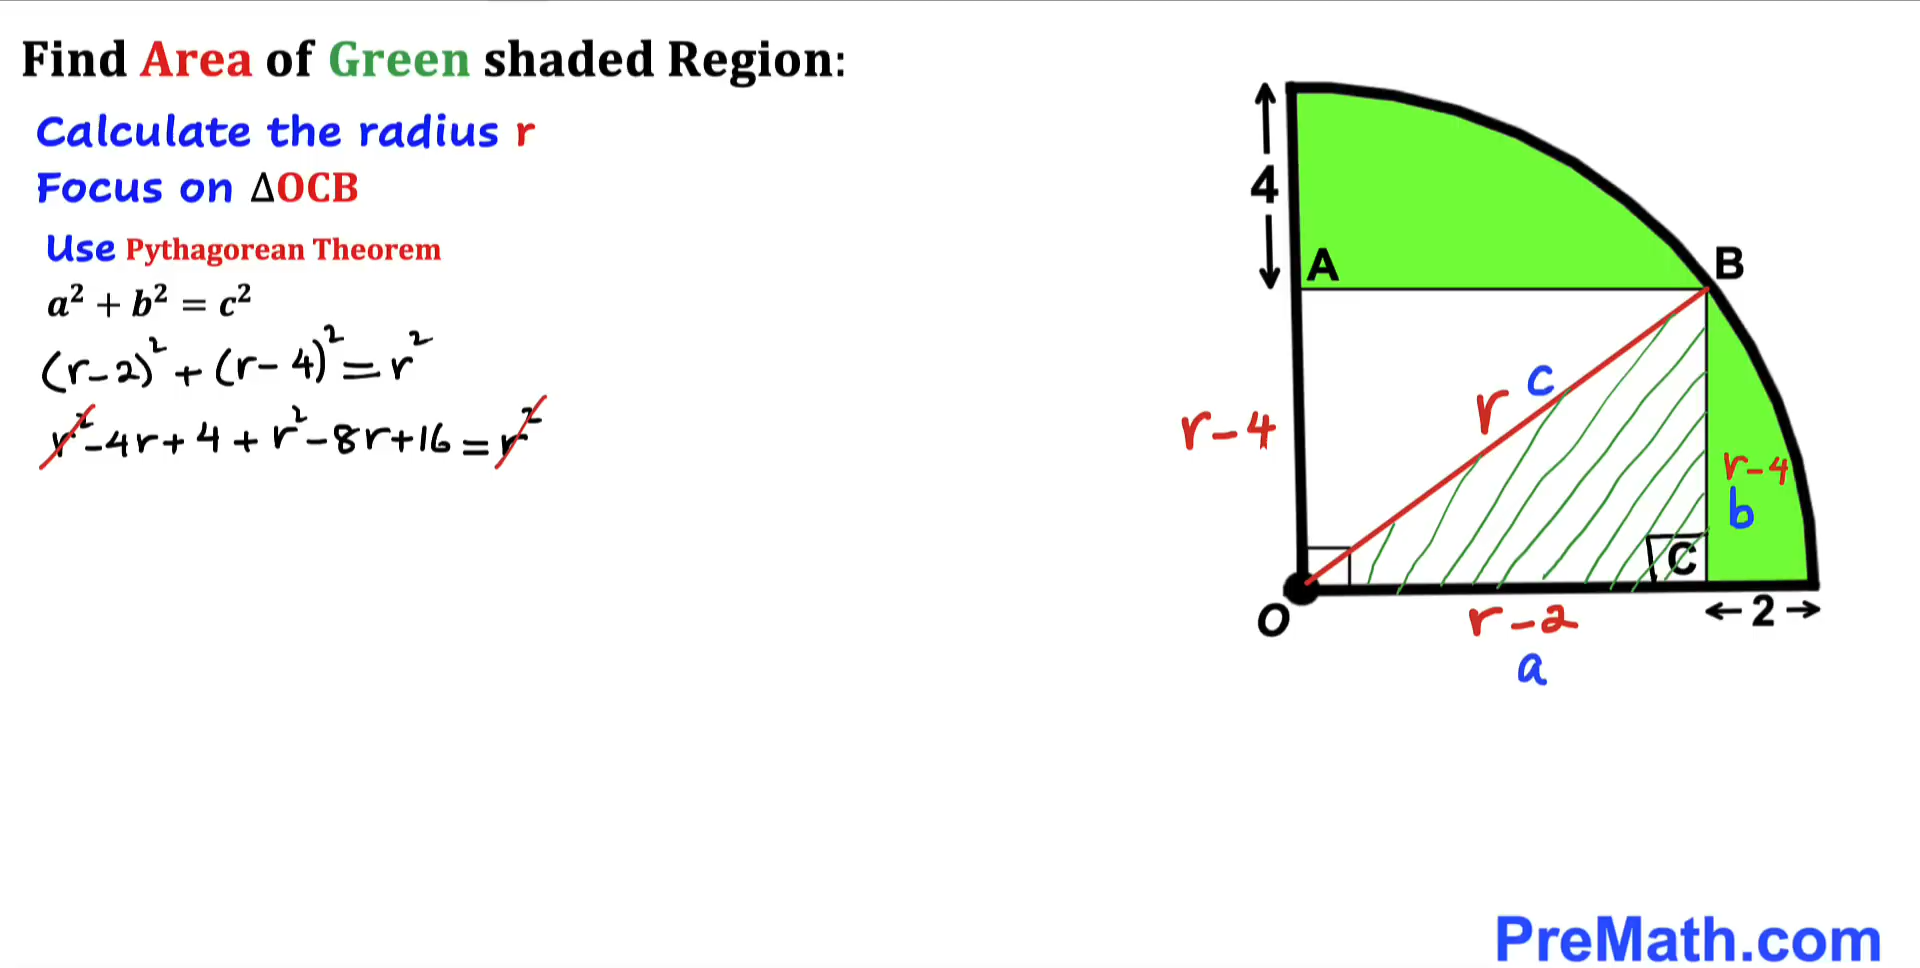 Find Area of Green shaded Region:
Calculate the radius r
Focus on ΔOCB
Use Pythagorean Theorem
a² + b² = c²
(r-2)² + (r-4)² = r²
r² - 4r + 4 + r² - 8r + 16 = r²
4
A
B
r-4
r
c
r-4
b
C
O
r-2
a
2
PreMath.com